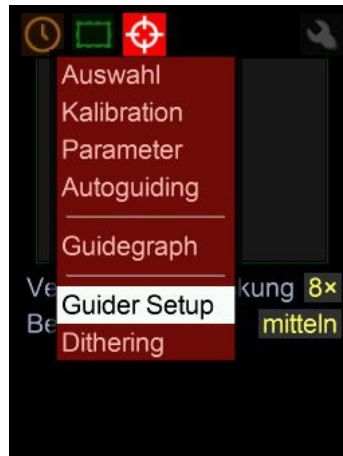 Auswahl
Kalibration
Parameter
Autoguiding
Guidegraph
Ve kung 8×
Guider Setup
Be mitteln
Dithering